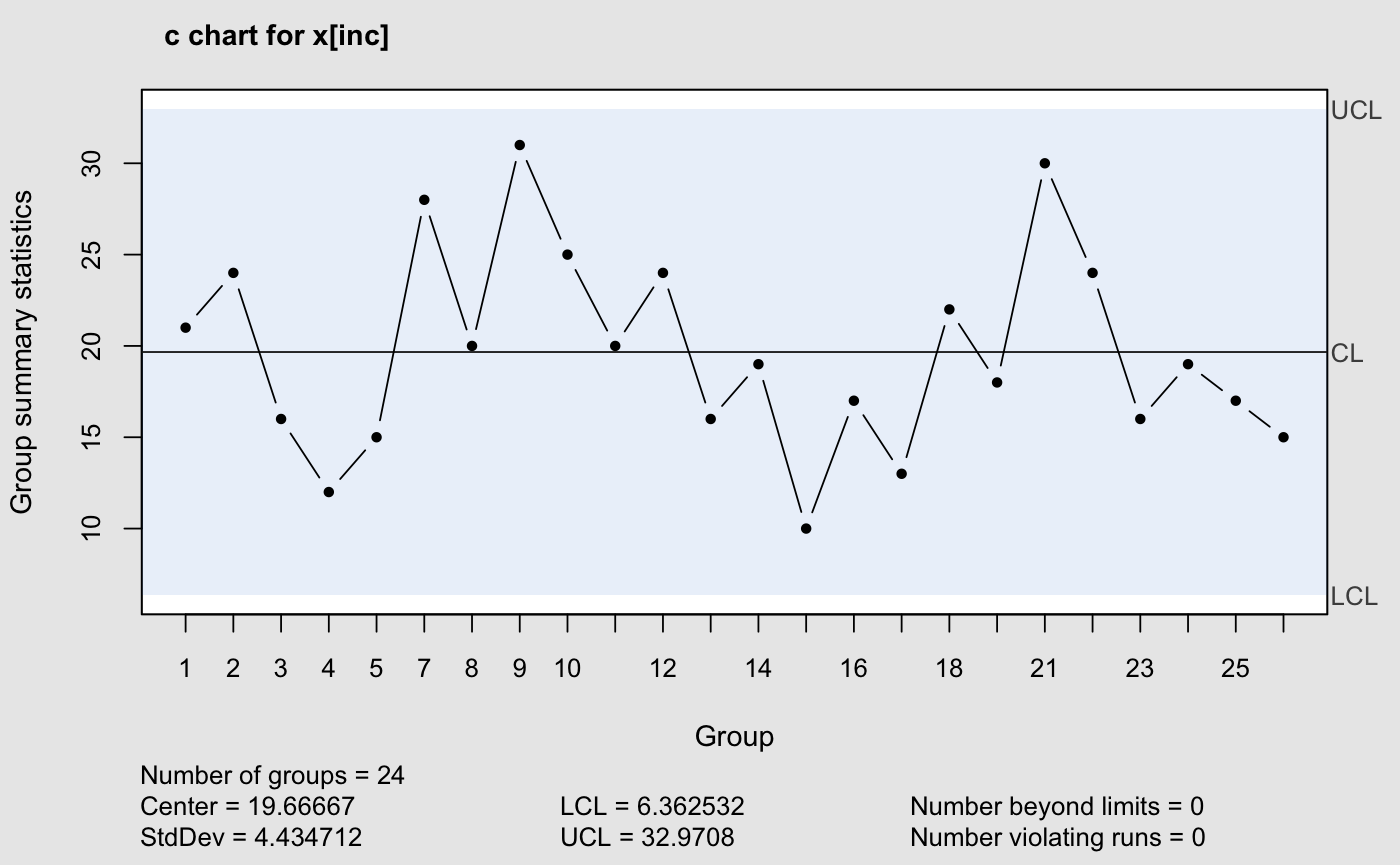 c chart for x[inc]
UCL
30
25
20
CL
15
10
LCL
Group summary statistics
1 2 3 4 5 7 8 9 10 12 14 16 18 21 23 25
Group
Number of groups = 24
Center = 19.66667 LCL = 6.362532 Number beyond limits = 0
StdDev = 4.434712 UCL = 32.9708 Number violating runs = 0